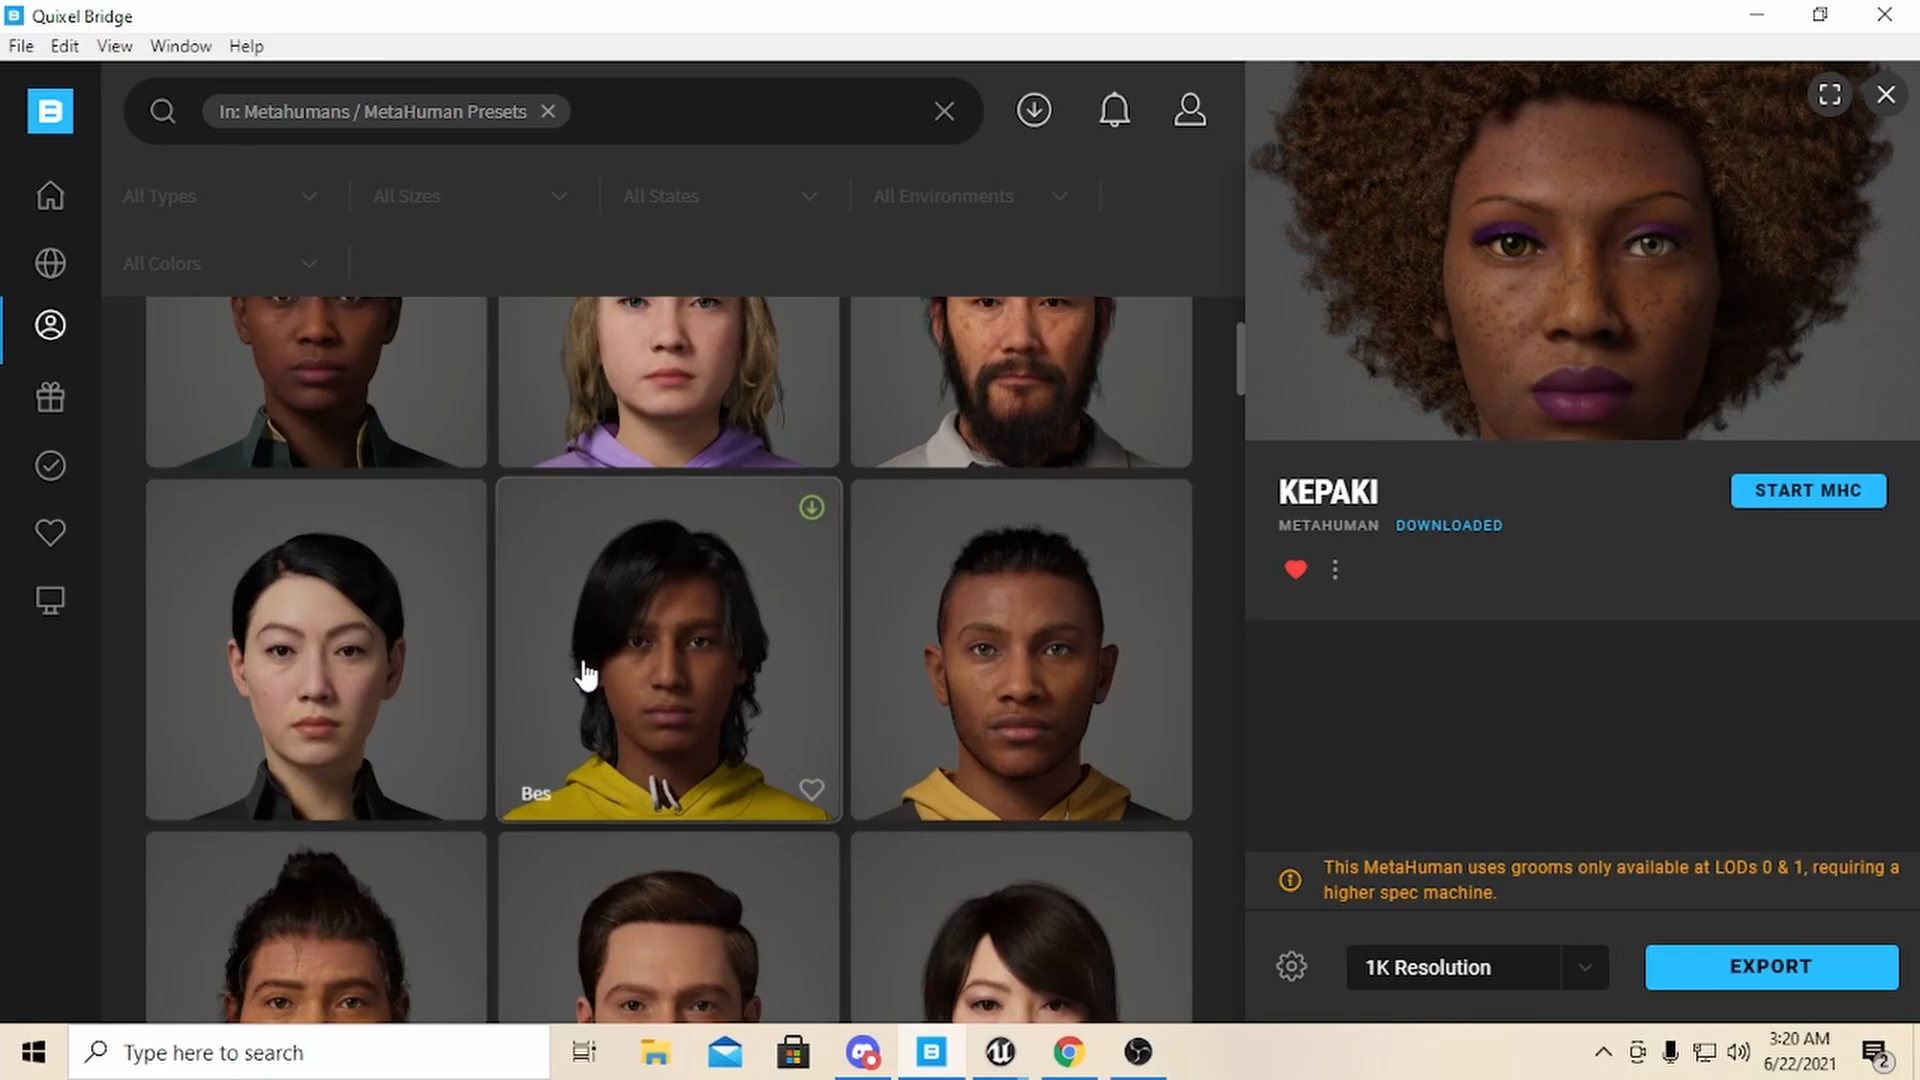 Quixel Bridge
File Edit View Window Help
In: Metahumans / MetaHuman Presets
All Types All Sizes All States All Environments
All Colors
Bes
KEPAKI
START MHC
METAHUMAN DOWNLOADED
This MetaHuman uses grooms only available at LODs 0 & 1, requiring a
higher spec machine.
1K Resolution
EXPORT
Type here to search
3:20 AM
6/22/2021
2